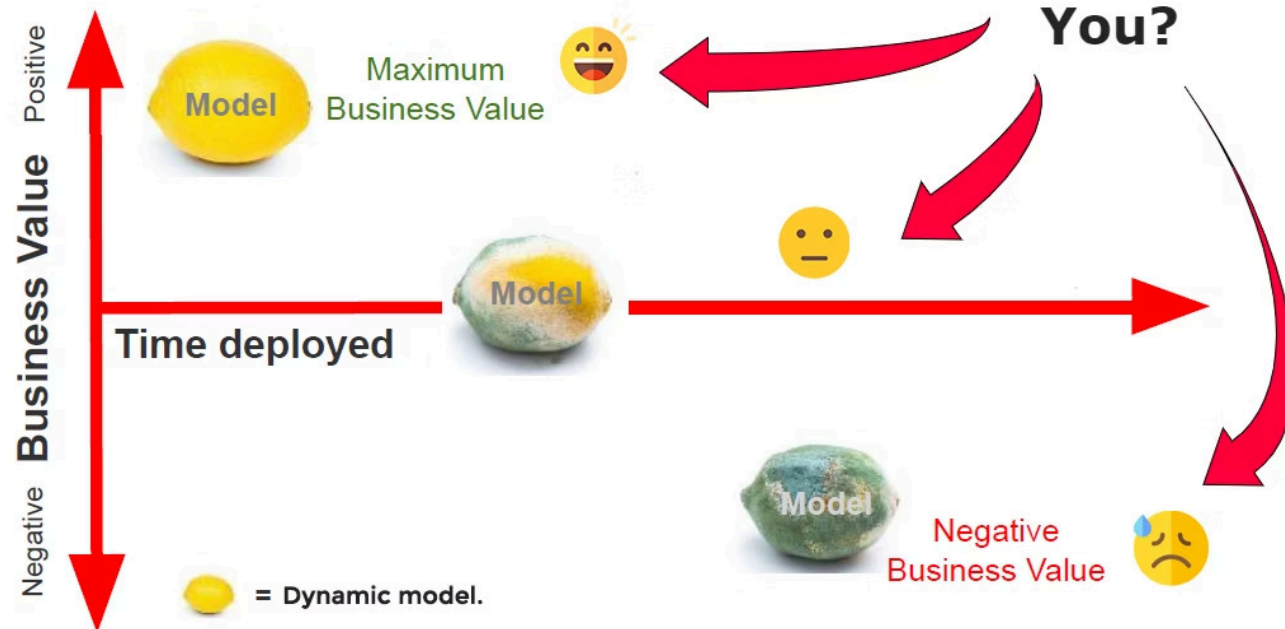 You?
Positive
Business Value
Negative
Model
Maximum
Business Value
Model
Time deployed
Model
Negative
Business Value
= Dynamic model.